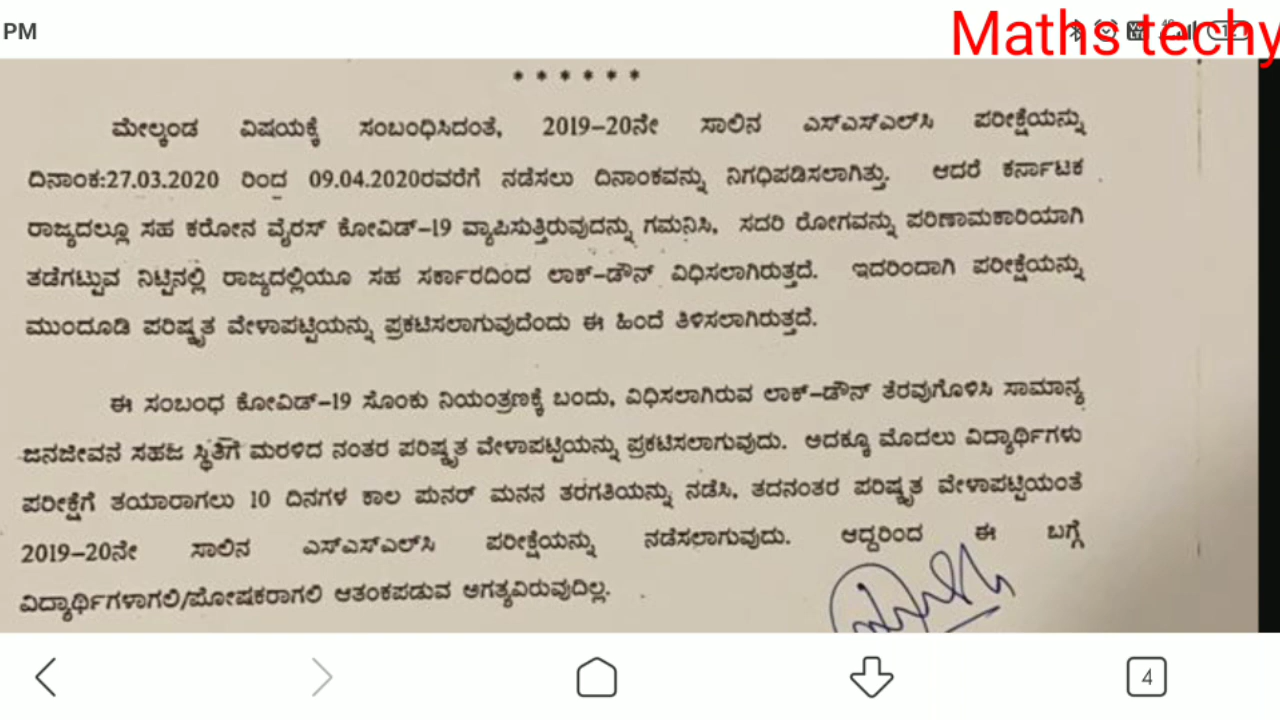 PM
Maths techy
* * * * * *
ಮೇಲ್ಕಂಡ ವಿಷಯಕ್ಕೆ ಸಂಬಂಧಿಸಿದಂತೆ, 2019–20ನೇ ಸಾಲಿನ ಎಸ್‌ಎಸ್‌ಎಲ್‌ಸಿ ಪರೀಕ್ಷೆಯನ್ನು
ದಿನಾಂಕ:27.03.2020 ರಿಂದ 09.04.2020ರವರೆಗೆ ನಡೆಸಲು ದಿನಾಂಕವನ್ನು ನಿಗಧಿಪಡಿಸಲಾಗಿತ್ತು. ಆದರೆ ಕರ್ನಾಟಕ
ರಾಜ್ಯದಲ್ಲೂ ಸಹ ಕರೋನ ವೈರಸ್ ಕೋವಿಡ್–19 ವ್ಯಾಪಿಸುತ್ತಿರುವುದನ್ನು ಗಮನಿಸಿ, ಸದರಿ ರೋಗವನ್ನು ಪರಿಣಾಮಕಾರಿಯಾಗಿ
ತಡೆಗಟ್ಟುವ ನಿಟ್ಟಿನಲ್ಲಿ ರಾಜ್ಯದಲ್ಲಿಯೂ ಸಹ ಸರ್ಕಾರದಿಂದ ಲಾಕ್–ಡೌನ್ ವಿಧಿಸಲಾಗಿರುತ್ತದೆ. ಇದರಿಂದಾಗಿ ಪರೀಕ್ಷೆಯನ್ನು
ಮುಂದೂಡಿ ಪರಿಷ್ಕೃತ ವೇಳಾಪಟ್ಟಿಯನ್ನು ಪ್ರಕಟಿಸಲಾಗುವುದೆಂದು ಈ ಹಿಂದೆ ತಿಳಿಸಲಾಗಿರುತ್ತದೆ.
ಈ ಸಂಬಂಧ ಕೋವಿಡ್–19 ಸೊಂಕು ನಿಯಂತ್ರಣಕ್ಕೆ ಬಂದು, ವಿಧಿಸಲಾಗಿರುವ ಲಾಕ್–ಡೌನ್ ತೆರವುಗೊಳಿಸಿ ಸಾಮಾನ್ಯ
ಜನಜೀವನ ಸಹಜ ಸ್ಥಿತಿಗೆ ಮರಳಿದ ನಂತರ ಪರಿಷ್ಕೃತ ವೇಳಾಪಟ್ಟಿಯನ್ನು ಪ್ರಕಟಿಸಲಾಗುವುದು. ಅದಕ್ಕೂ ಮೊದಲು ವಿದ್ಯಾರ್ಥಿಗಳು
ಪರೀಕ್ಷೆಗೆ ತಯಾರಾಗಲು 10 ದಿನಗಳ ಕಾಲ ಪುನರ್ ಮನನ ತರಗತಿಯನ್ನು ನಡೆಸಿ, ತದನಂತರ ಪರಿಷ್ಕೃತ ವೇಳಾಪಟ್ಟಿಯಂತೆ
2019–20ನೇ ಸಾಲಿನ ಎಸ್‌ಎಸ್‌ಎಲ್‌ಸಿ ಪರೀಕ್ಷೆಯನ್ನು ನಡೆಸಲಾಗುವುದು. ಆದ್ದರಿಂದ ಈ ಬಗ್ಗೆ
ವಿದ್ಯಾರ್ಥಿಗಳಾಗಲಿ/ಪೋಷಕರಾಗಲಿ ಆತಂಕಪಡುವ ಅಗತ್ಯವಿರುವುದಿಲ್ಲ.
4